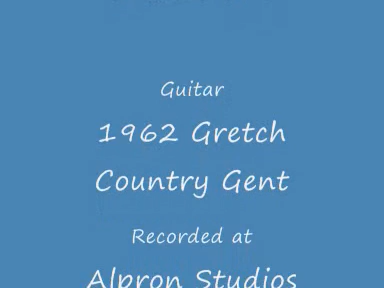 Guitar
1962 Gretch
Country Gent
Recorded at
Alpron Studios